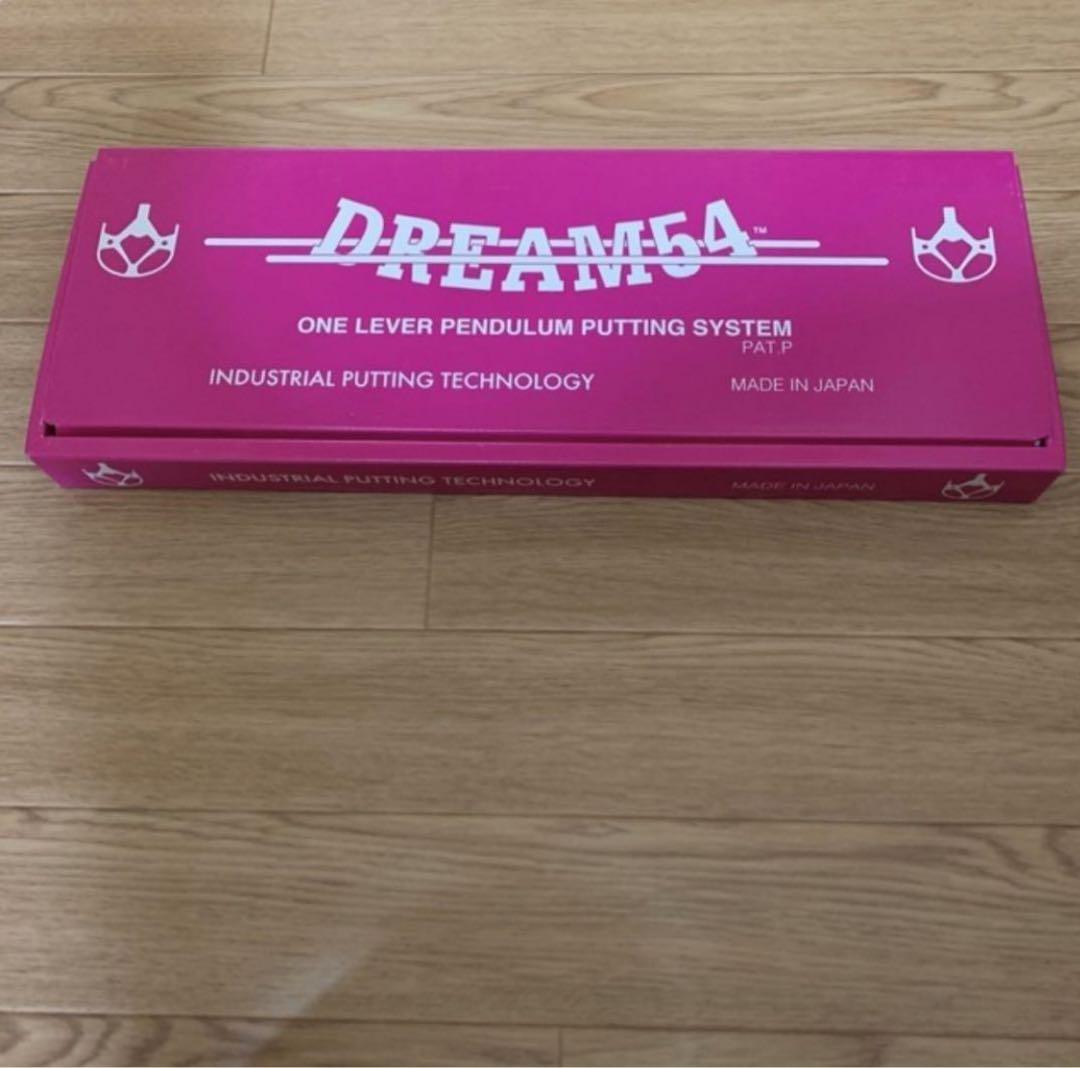 DREAM54™
ONE LEVER PENDULUM PUTTING SYSTEM
PAT.P
INDUSTRIAL PUTTING TECHNOLOGY MADE IN JAPAN
INDUSTRIAL PUTTING TECHNOLOGY MADE IN JAPAN